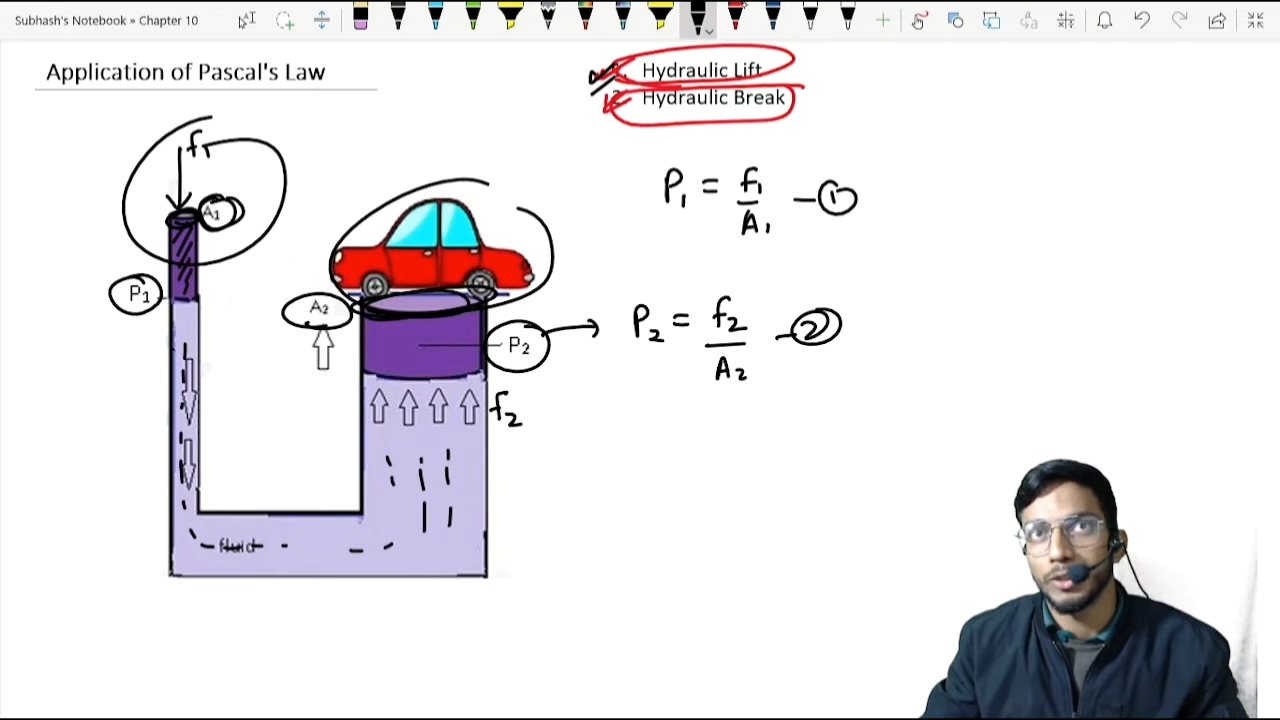 Subhash's Notebook » Chapter 10
Application of Pascal's Law
Hydraulic Lift
Hydraulic Break
f₁
A₁
P₁
A₂
P₂
f₂
fluid
P₁ = f₁/A₁ -①
P₂ = f₂/A₂ -②